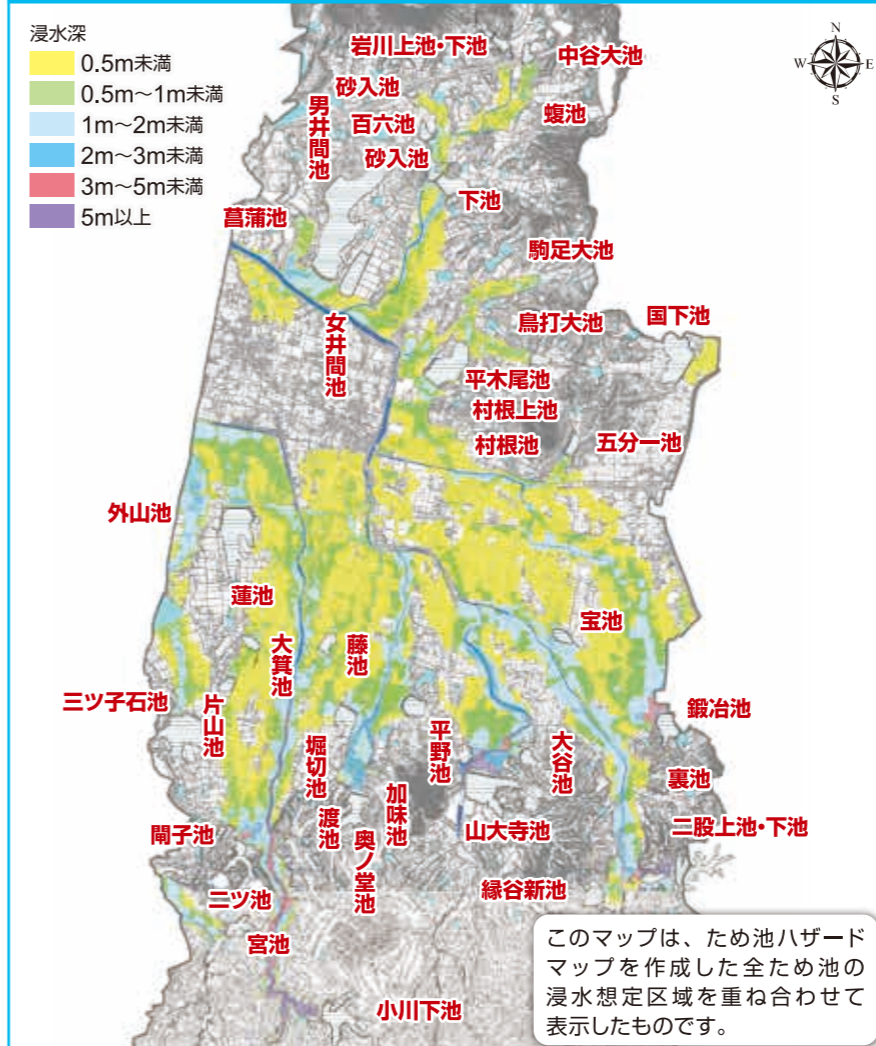 浸水深
0.5m未満
0.5m～1m未満
1m～2m未満
2m～3m未満
3m～5m未満
5m以上
N
W
E
S
岩川上池・下池
中谷大池
砂入池
男井間池
百六池
蝮池
砂入池
下池
菖蒲池
駒足大池
鳥打大池
国下池
女井間池
平木尾池
村根上池
村根池
五分一池
外山池
蓮池
宝池
大箕池
藤池
三ツ子石池
片山池
鍛冶池
堀切池
平野池
大谷池
裏池
加味池
渡池
山大寺池
二股上池・下池
奥ノ堂池
閘子池
二ツ池
縁谷新池
宮池
小川下池
このマップは、ため池ハザード
マップを作成した全ため池の
浸水想定区域を重ね合わせて
表示したものです。